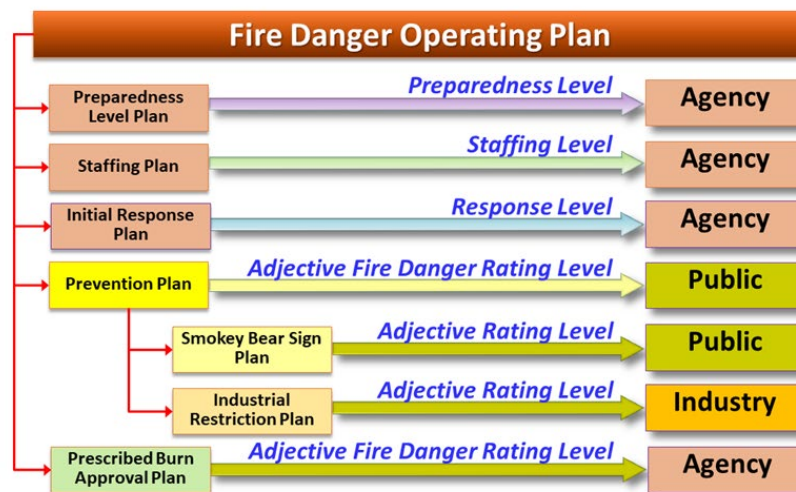 Fire Danger Operating Plan
Preparedness
Level Plan
Preparedness Level
Agency
Staffing Plan
Staffing Level
Agency
Initial Response
Plan
Response Level
Agency
Prevention Plan
Adjective Fire Danger Rating Level
Public
Smokey Bear Sign
Plan
Adjective Rating Level
Public
Industrial
Restriction Plan
Adjective Rating Level
Industry
Prescribed Burn
Approval Plan
Adjective Fire Danger Rating Level
Agency